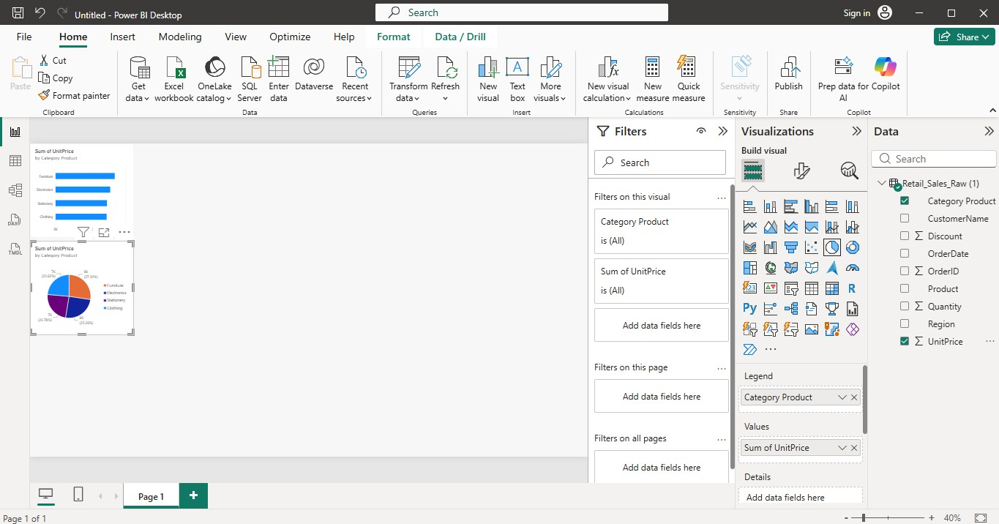 Untitled - Power BI Desktop
Search
Sign in
File Home Insert Modeling View Optimize Help Format Data / Drill
Share
Paste
Cut
Copy
Format painter
Clipboard
Get data
Excel workbook
OneLake catalog
SQL Server
Enter data
Dataverse
Recent sources
Data
Transform data
Refresh
Queries
New visual
Text box
More visuals
Insert
New visual calculation
New measure
Quick measure
Calculations
Sensitivity
Sensitivity
Publish
Share
Prep data for AI
Copilot
Copilot
DAX
TMDL
Sum of UnitPrice
by Category Product
Furniture
Electronics
Stationery
Clothing
0K
Sum of UnitPrice
by Category Product
7K
(23.62%)
8K
(27.34%)
7K
(23.78%)
8K
(25.26%)
Furniture
Electronics
Stationery
Clothing
Filters
Search
Filters on this visual
Category Product
is (All)
Sum of UnitPrice
is (All)
Add data fields here
Filters on this page
Add data fields here
Filters on all pages
Add data fields here
Visualizations
Build visual
123
R
Py
Legend
Category Product
Values
Sum of UnitPrice
Details
Add data fields here
Data
Search
Retail_Sales_Raw (1)
Category Product
CustomerName
Discount
OrderDate
OrderID
Product
Quantity
Region
UnitPrice
Page 1
Page 1 of 1
40%